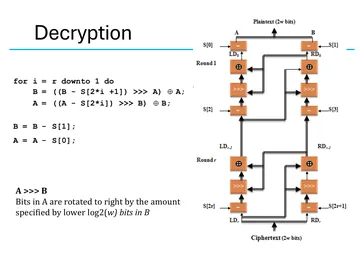 Decryption
for i = r downto 1 do
B = ((B - S[2*i +1]) >>> A) ⊕ A;
A = ((A - S[2*i]) >>> B) ⊕ B;
B = B - S[1];
A = A - S[0];
A >>> B
Bits in A are rotated to right by the amount
specified by lower log2(w) bits in B
Plaintext (2w bits)
A B
S[0] - - S[1]
LD₀ RD₀
Round 1
>>> >>>
S[2] - - S[3]
Round r
>>> >>>
S[2r] - - S[2r+1]
Ciphertext (2w bits)